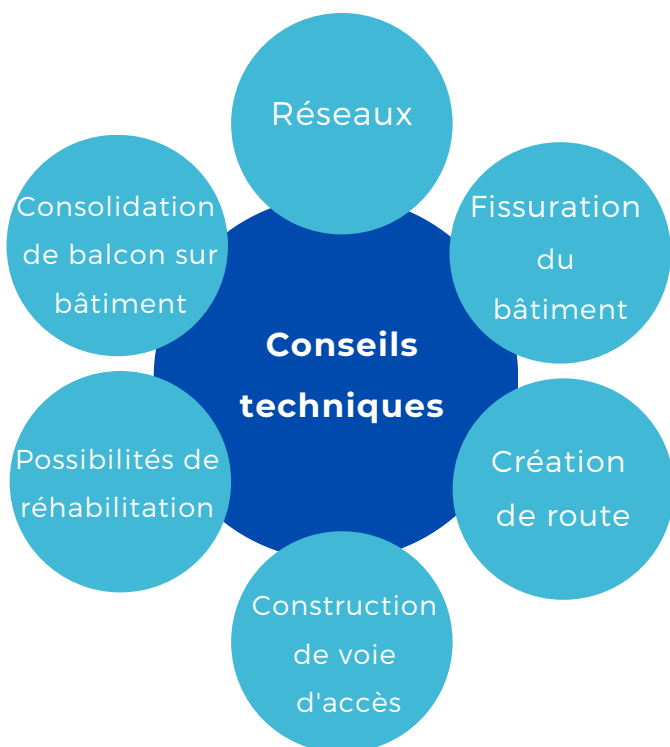 Réseaux
Consolidation
de balcon sur
bâtiment
Fissuration
du
bâtiment
Conseils
techniques
Possibilités de
réhabilitation
Création
de route
Construction
de voie
d'accès